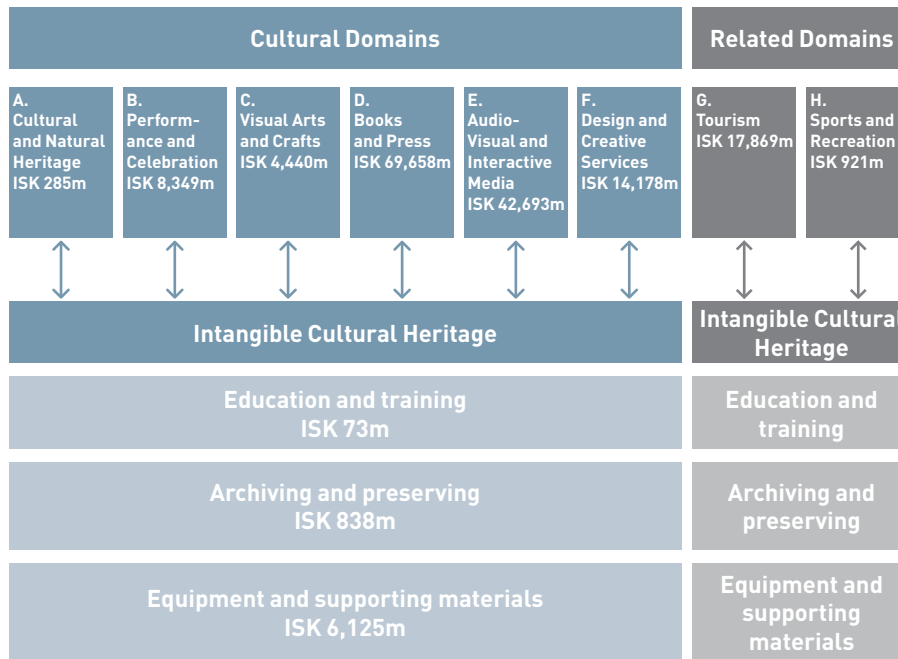 Cultural Domains
Related Domains
A.
Cultural
and Natural
Heritage
ISK 285m
B.
Perform-
ance and
Celebration
ISK 8,349m
C.
Visual Arts
and Crafts
ISK 4,440m
D.
Books
and Press
ISK 69,658m
E.
Audio-
Visual and
Interactive
Media
ISK 42,693m
F.
Design and
Creative
Services
ISK 14,178m
G.
Tourism
ISK 17,869m
H.
Sports and
Recreation
ISK 921m
Intangible Cultural Heritage
Intangible Cultural
Heritage
Education and training
ISK 73m
Education and
training
Archiving and preserving
ISK 838m
Archiving and
preserving
Equipment and supporting materials
ISK 6,125m
Equipment and
supporting
materials